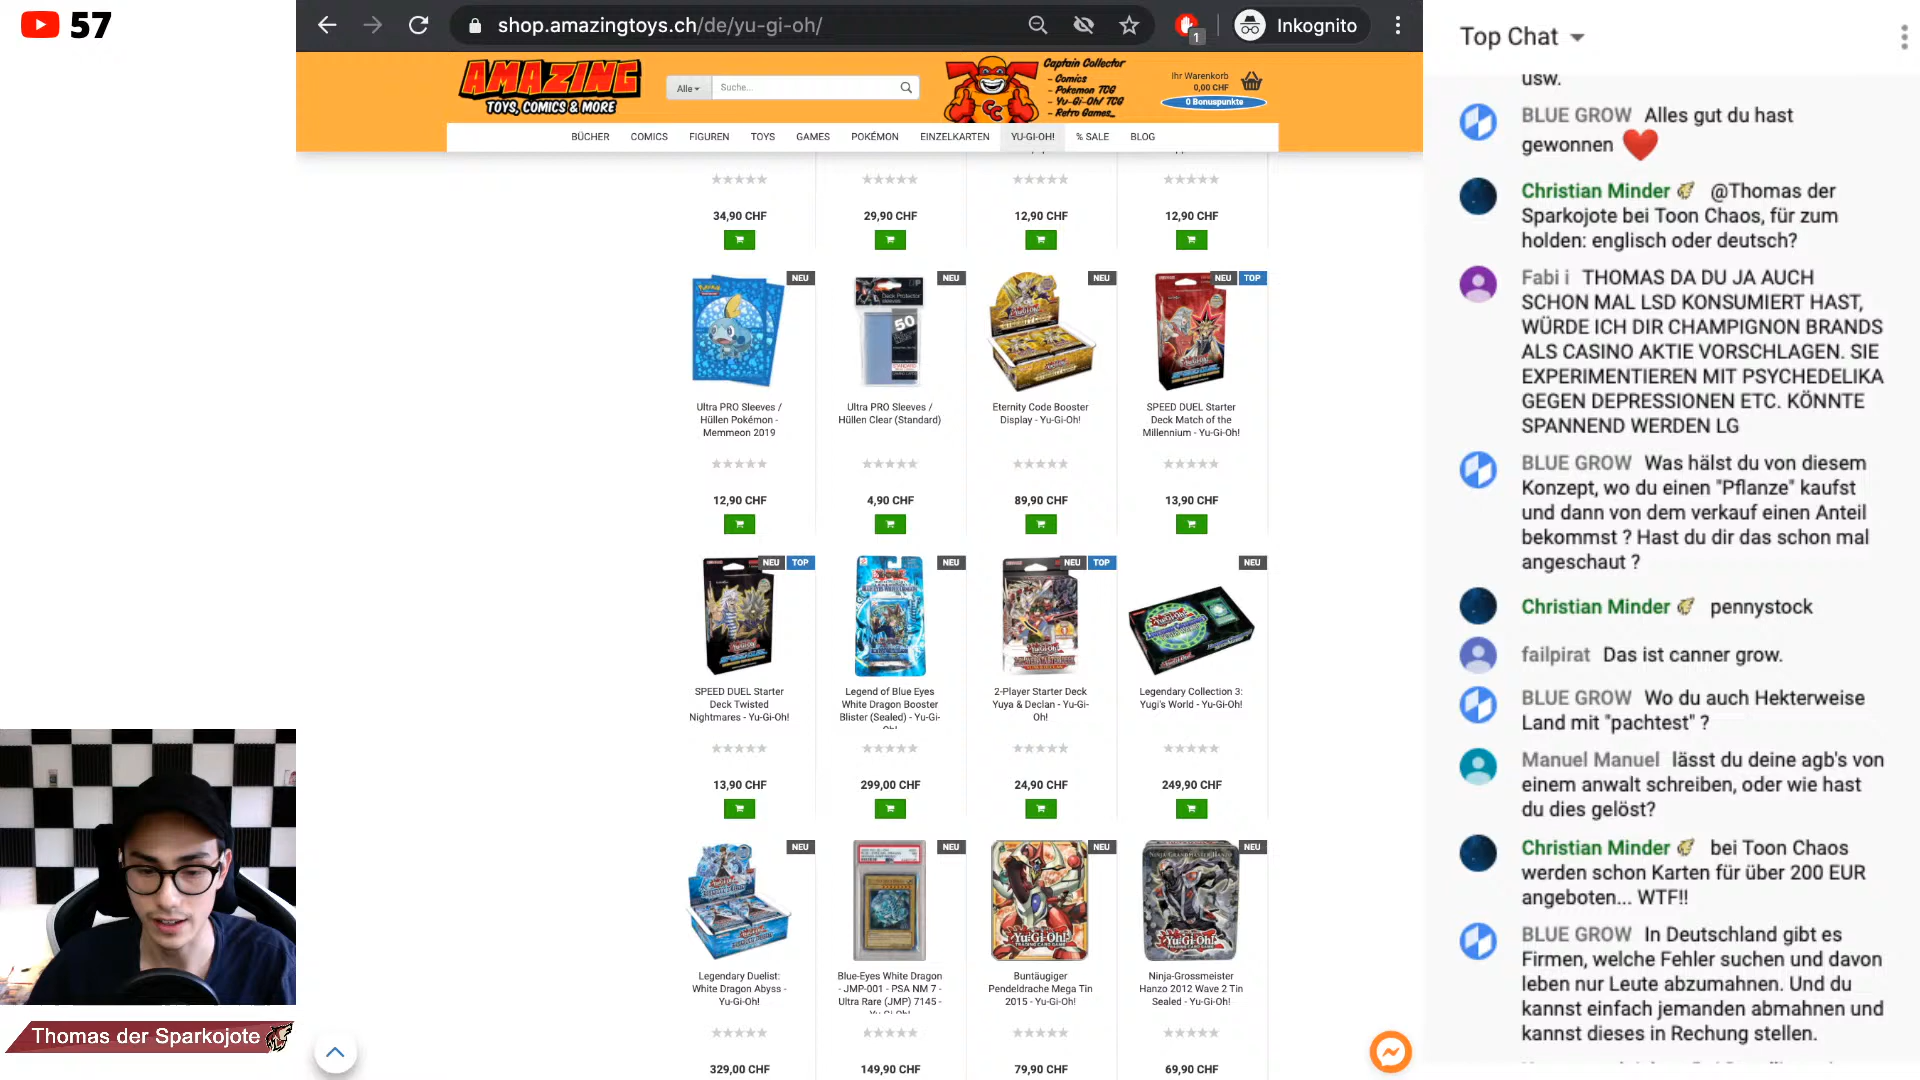 57
shop.amazingtoys.ch/de/yu-gi-oh/
1
Inkognito
AMAZING
TOYS, COMICS & MORE
Alle
Suche...
Captain Collector
- Comics
- Pokemon TCG
- Yu-Gi-Oh! TCG
- Retro Games...
CC
Ihr Warenkorb
0,00 CHF
0 Bonuspunkte
BÜCHER COMICS FIGUREN TOYS GAMES POKÉMON EINZELKARTEN YU-GI-OH! % SALE BLOG
34,90 CHF 29,90 CHF 12,90 CHF 12,90 CHF
NEU NEU NEU NEU TOP
Ultra PRO Sleeves /
Hüllen Pokémon -
Memmeon 2019
Ultra PRO Sleeves /
Hüllen Clear (Standard)
Eternity Code Booster
Display - Yu-Gi-Oh!
SPEED DUEL Starter
Deck Match of the
Millennium - Yu-Gi-Oh!
12,90 CHF 4,90 CHF 89,90 CHF 13,90 CHF
NEU TOP NEU NEU TOP NEU
SPEED DUEL Starter
Deck Twisted
Nightmares - Yu-Gi-Oh!
Legend of Blue Eyes
White Dragon Booster
Blister (Sealed) - Yu-Gi-
Oh!
2-Player Starter Deck
Yuya & Declan - Yu-Gi-
Oh!
Legendary Collection 3:
Yugi's World - Yu-Gi-Oh!
13,90 CHF 299,00 CHF 24,90 CHF 249,90 CHF
NEU NEU NEU NEU
Legendary Duelist:
White Dragon Abyss -
Yu-Gi-Oh!
Blue-Eyes White Dragon
- JMP-001 - PSA NM 7 -
Ultra Rare (JMP) 7145 -
Yu-Gi-Oh!
Buntäugiger
Pendeldrache Mega Tin
2015 - Yu-Gi-Oh!
Ninja-Grossmeister
Hanzo 2012 Wave 2 Tin
Sealed - Yu-Gi-Oh!
329,00 CHF 149,90 CHF 79,90 CHF 69,90 CHF
Thomas der Sparkojote
Top Chat
usw.
BLUE GROW Alles gut du hast
gewonnen
Christian Minder @Thomas der
Sparkojote bei Toon Chaos, für zum
holden: englisch oder deutsch?
Fabi i THOMAS DA DU JA AUCH
SCHON MAL LSD KONSUMIERT HAST,
WÜRDE ICH DIR CHAMPIGNON BRANDS
ALS CASINO AKTIE VORSCHLAGEN. SIE
EXPERIMENTIEREN MIT PSYCHEDELIKA
GEGEN DEPRESSIONEN ETC. KÖNNTE
SPANNEND WERDEN LG
BLUE GROW Was hälst du von diesem
Konzept, wo du einen "Pflanze" kaufst
und dann von dem verkauf einen Anteil
bekommst ? Hast du dir das schon mal
angeschaut ?
Christian Minder pennystock
failpirat Das ist canner grow.
BLUE GROW Wo du auch Hekterweise
Land mit "pachtest" ?
Manuel Manuel lässt du deine agb's von
einem anwalt schreiben, oder wie hast
du dies gelöst?
Christian Minder bei Toon Chaos
werden schon Karten für über 200 EUR
angeboten... WTF!!
BLUE GROW In Deutschland gibt es
Firmen, welche Fehler suchen und davon
leben nur Leute abzumahnen. Und du
kannst einfach jemanden abmahnen und
kannst dieses in Rechung stellen.